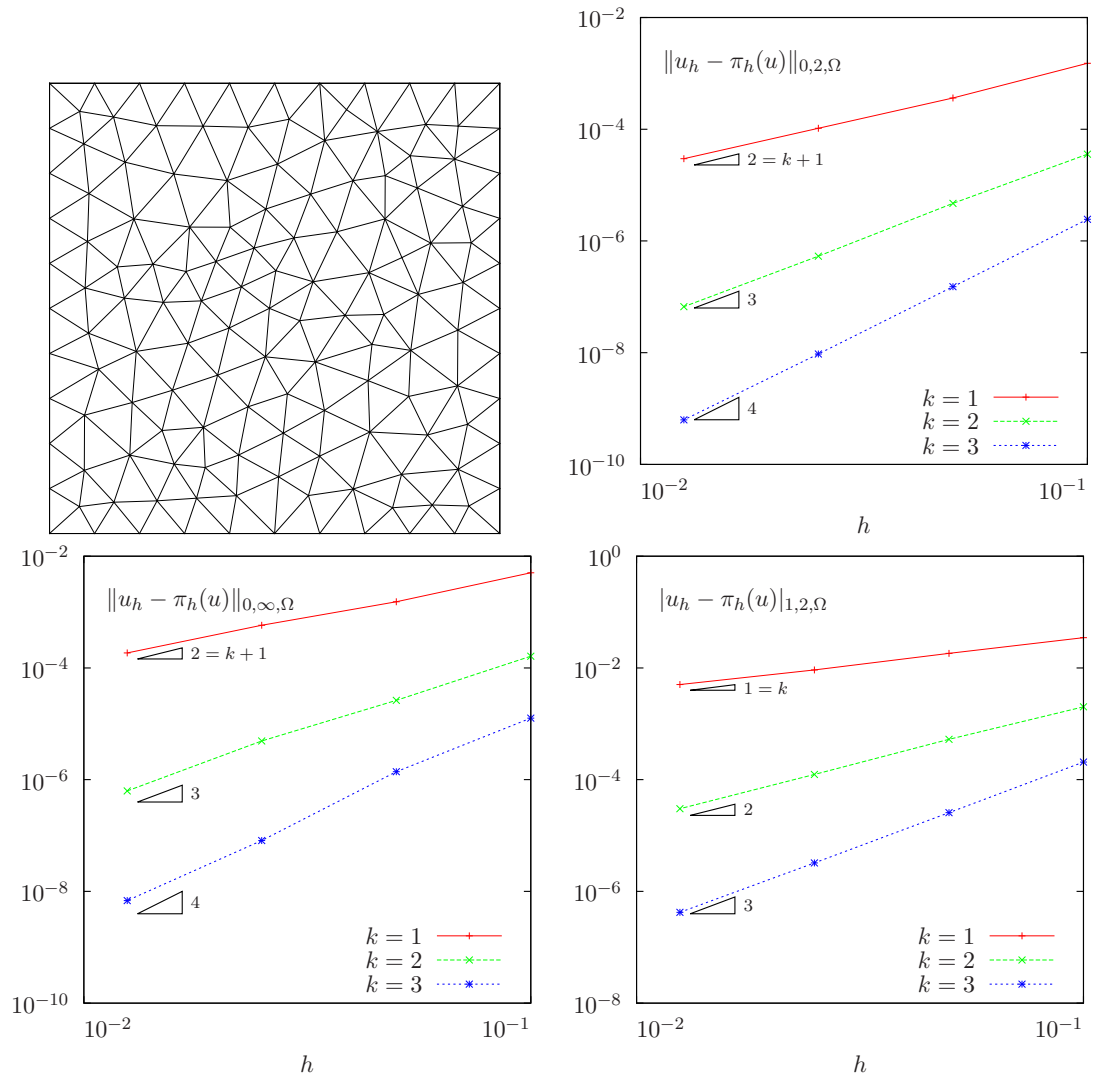 10⁻²
‖u_h − π_h(u)‖_{0,2,Ω}
10⁻⁴
2 = k + 1
10⁻⁶
3
10⁻⁸
4
k = 1
k = 2
k = 3
10⁻¹⁰
10⁻² 10⁻¹
h
10⁻²
‖u_h − π_h(u)‖_{0,∞,Ω}
10⁻⁴
2 = k + 1
10⁻⁶
3
10⁻⁸
4
k = 1
k = 2
k = 3
10⁻¹⁰
10⁻² 10⁻¹
h
10⁰
|u_h − π_h(u)|_{1,2,Ω}
10⁻²
1 = k
10⁻⁴
2
10⁻⁶
3
k = 1
k = 2
k = 3
10⁻⁸
10⁻² 10⁻¹
h